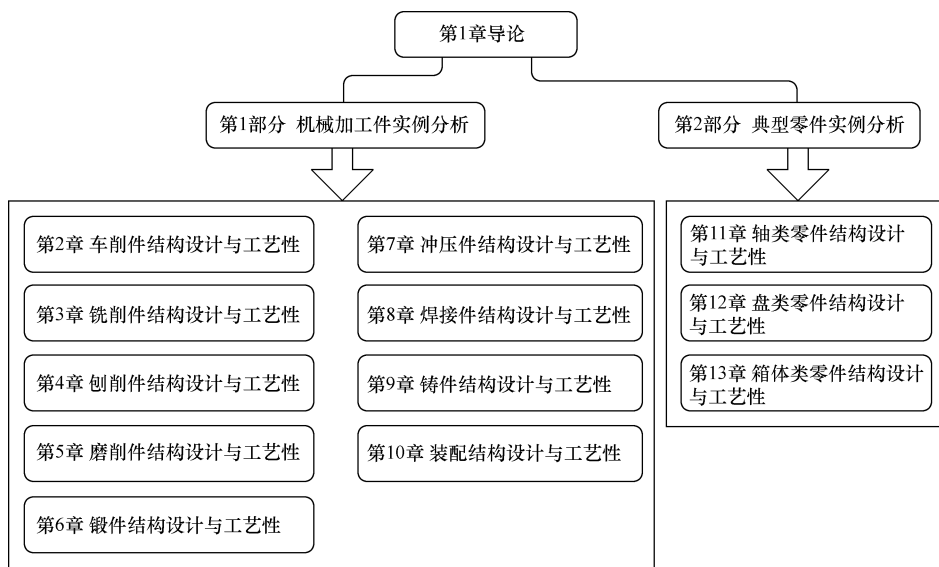 第1章导论
第1部分 机械加工件实例分析
第2部分 典型零件实例分析
第2章 车削件结构设计与工艺性
第3章 铣削件结构设计与工艺性
第4章 刨削件结构设计与工艺性
第5章 磨削件结构设计与工艺性
第6章 锻件结构设计与工艺性
第7章 冲压件结构设计与工艺性
第8章 焊接件结构设计与工艺性
第9章 铸件结构设计与工艺性
第10章 装配结构设计与工艺性
第11章 轴类零件结构设计
与工艺性
第12章 盘类零件结构设计
与工艺性
第13章 箱体类零件结构设计
与工艺性